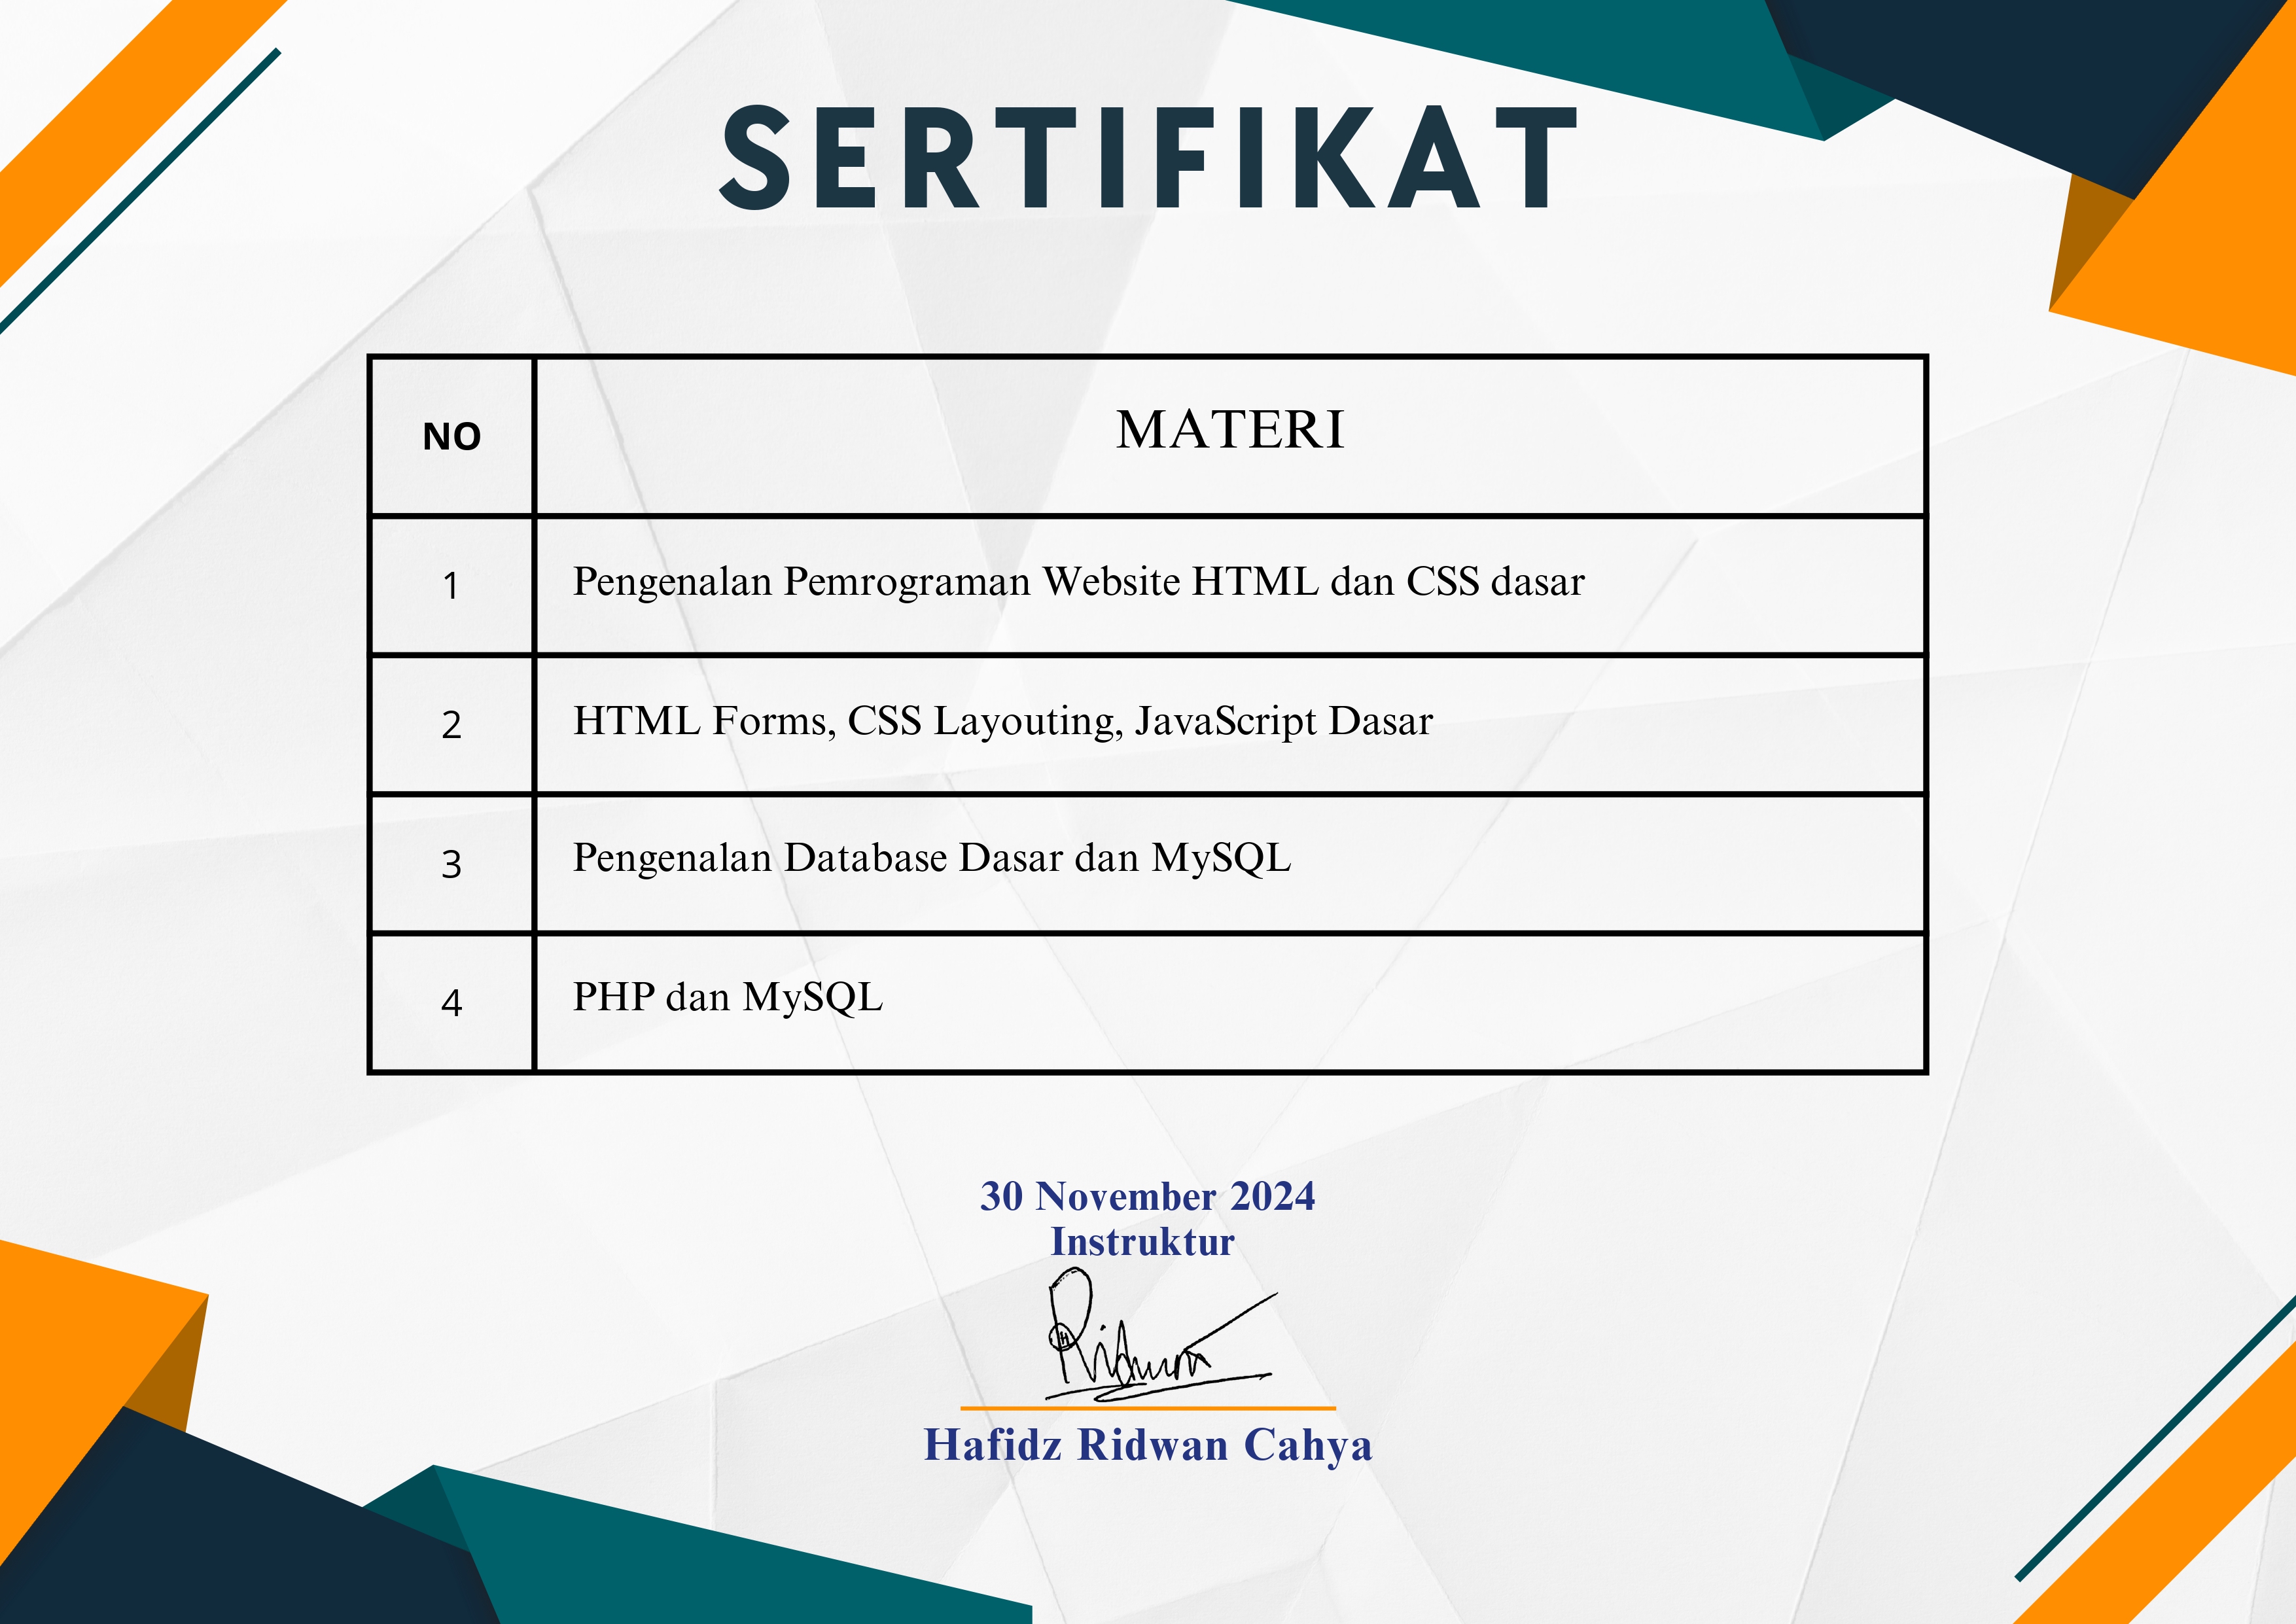 SERTIFIKAT
NO MATERI
1 Pengenalan Pemrograman Website HTML dan CSS dasar
2 HTML Forms, CSS Layouting, JavaScript Dasar
3 Pengenalan Database Dasar dan MySQL
4 PHP dan MySQL
30 November 2024
Instruktur
Ridwan
Hafidz Ridwan Cahya